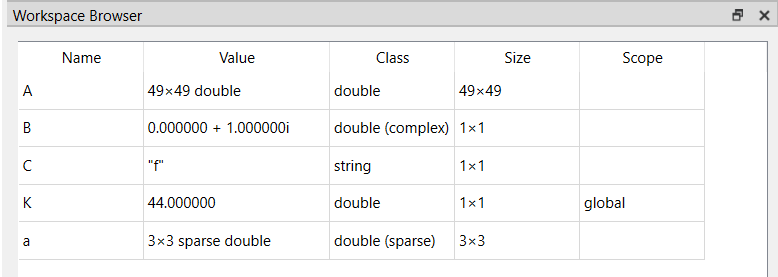 Workspace Browser
Name Value Class Size Scope
A 49×49 double double 49×49
B 0.000000 + 1.000000i double (complex) 1×1
C "f" string 1×1
K 44.000000 double 1×1 global
a 3×3 sparse double double (sparse) 3×3